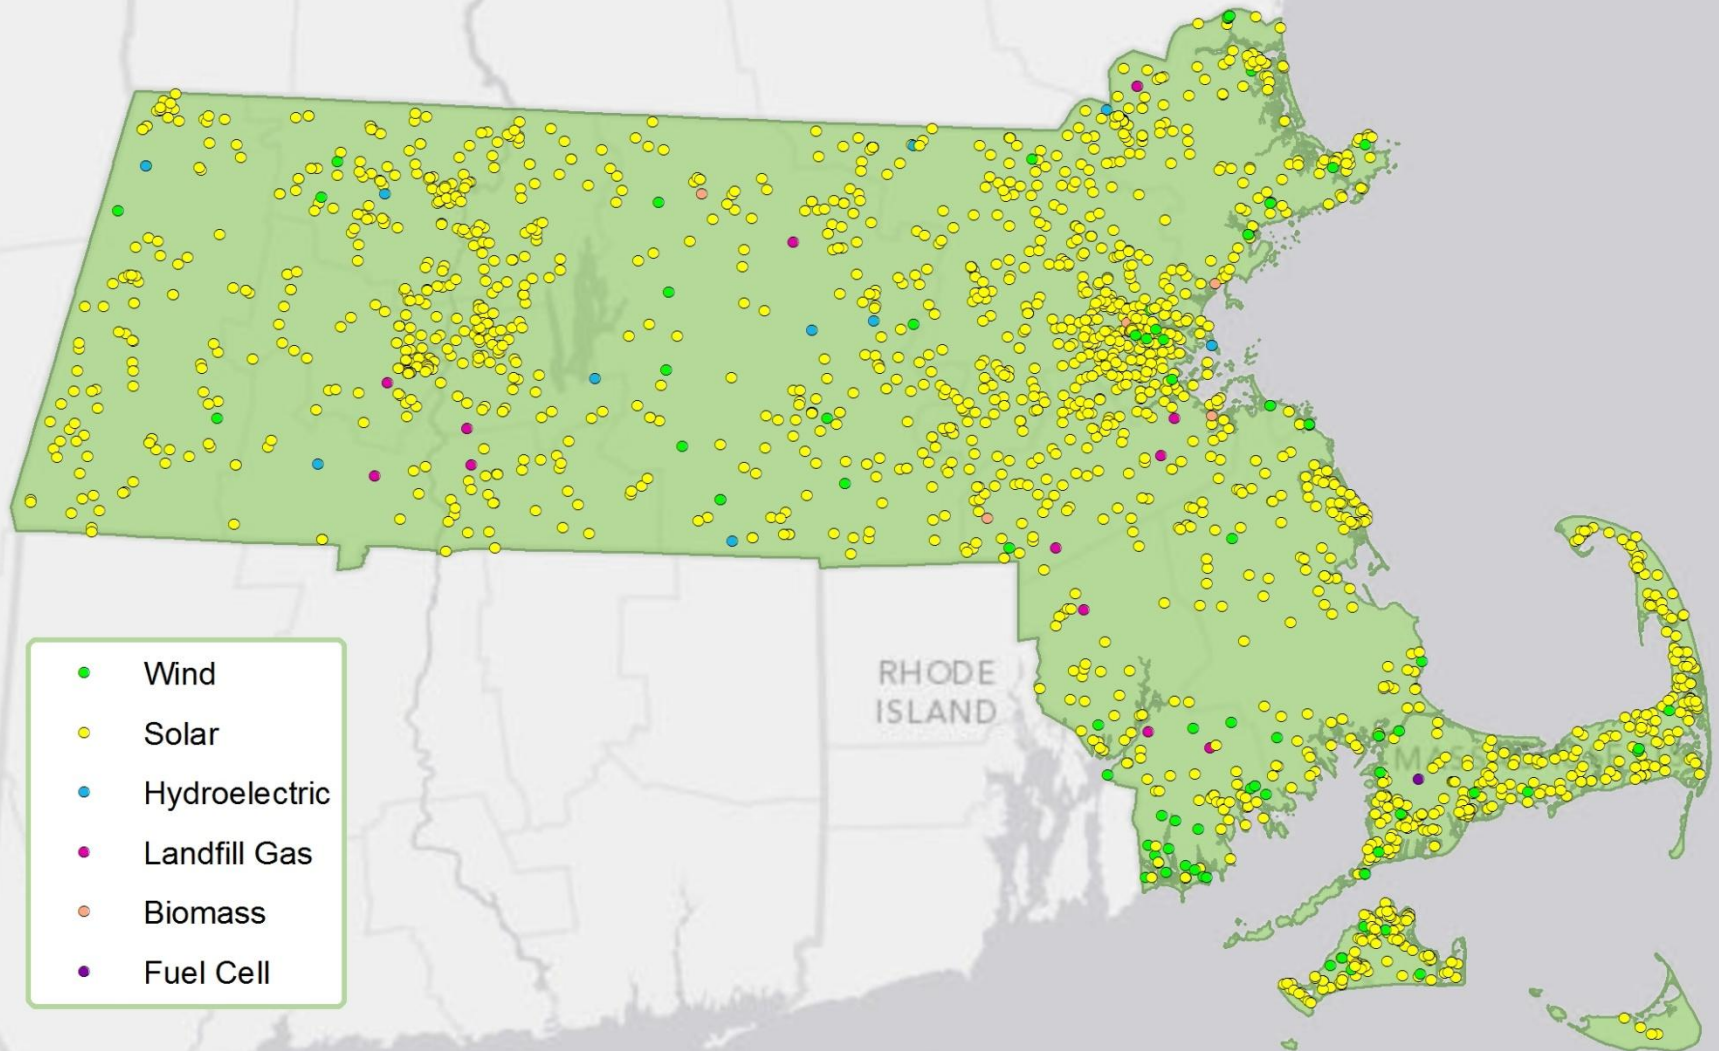 RHODE
ISLAND
Wind
Solar
Hydroelectric
Landfill Gas
Biomass
Fuel Cell